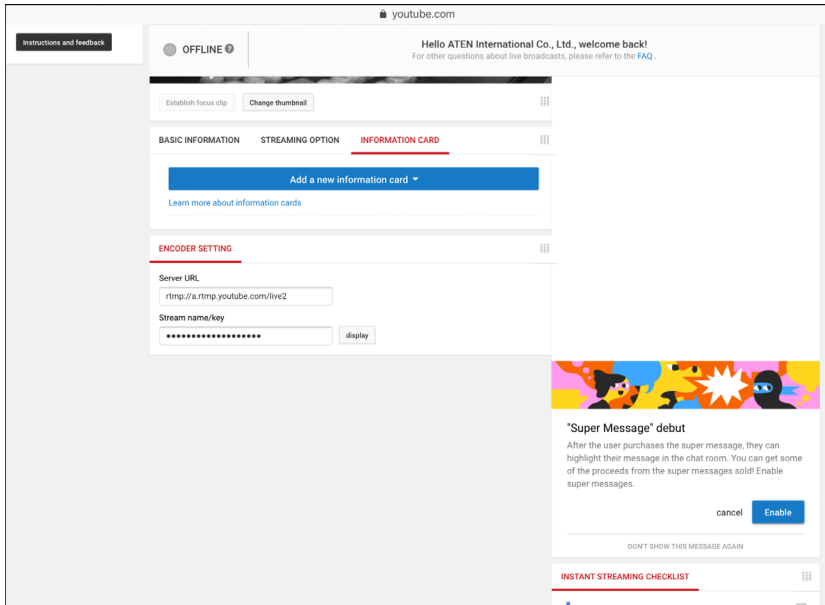 youtube.com
Instructions and feedback
OFFLINE ?
Hello ATEN International Co., Ltd., welcome back!
For other questions about live broadcasts, please refer to the FAQ .
Establish focus clip
Change thumbnail
BASIC INFORMATION
STREAMING OPTION
INFORMATION CARD
Add a new information card
Learn more about information cards
ENCODER SETTING
Server URL
rtmp://a.rtmp.youtube.com/live2
Stream name/key
•••••••••••••••••••
display
"Super Message" debut
After the user purchases the super message, they can
highlight their message in the chat room. You can get some
of the proceeds from the super messages sold! Enable
super messages.
cancel
Enable
DON'T SHOW THIS MESSAGE AGAIN
INSTANT STREAMING CHECKLIST